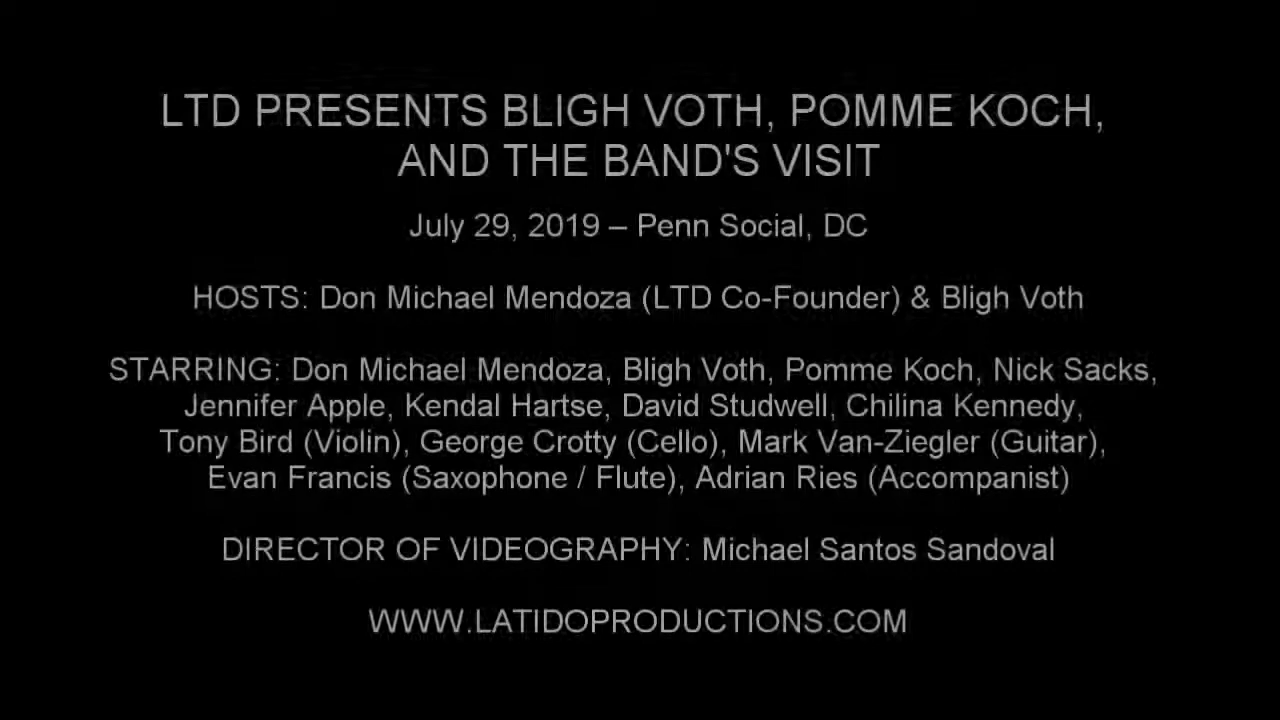 LTD PRESENTS BLIGH VOTH, POMME KOCH,
AND THE BAND'S VISIT
July 29, 2019 – Penn Social, DC
HOSTS: Don Michael Mendoza (LTD Co-Founder) & Bligh Voth
STARRING: Don Michael Mendoza, Bligh Voth, Pomme Koch, Nick Sacks,
Jennifer Apple, Kendal Hartse, David Studwell, Chilina Kennedy,
Tony Bird (Violin), George Crotty (Cello), Mark Van-Ziegler (Guitar),
Evan Francis (Saxophone / Flute), Adrian Ries (Accompanist)
DIRECTOR OF VIDEOGRAPHY: Michael Santos Sandoval
WWW.LATIDOPRODUCTIONS.COM